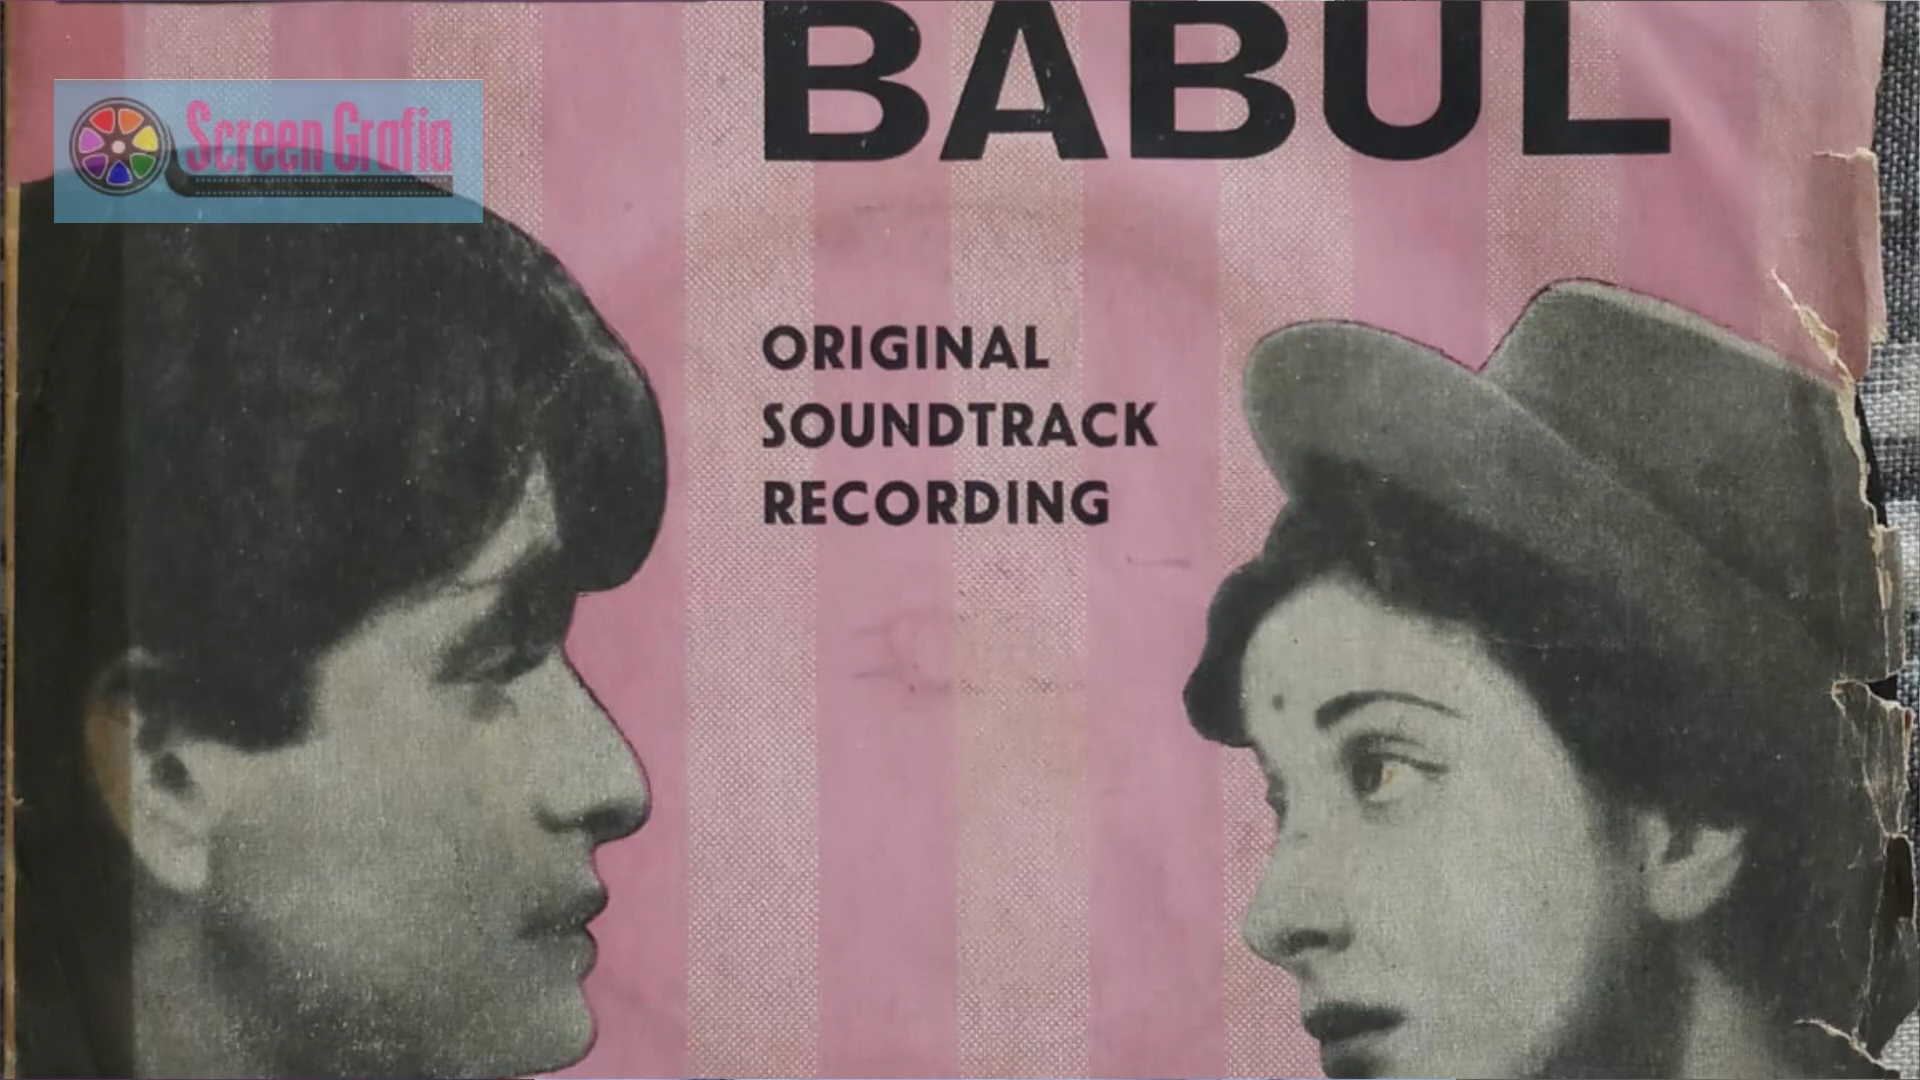 BABUL
Screen Grafia
ORIGINAL
SOUNDTRACK
RECORDING